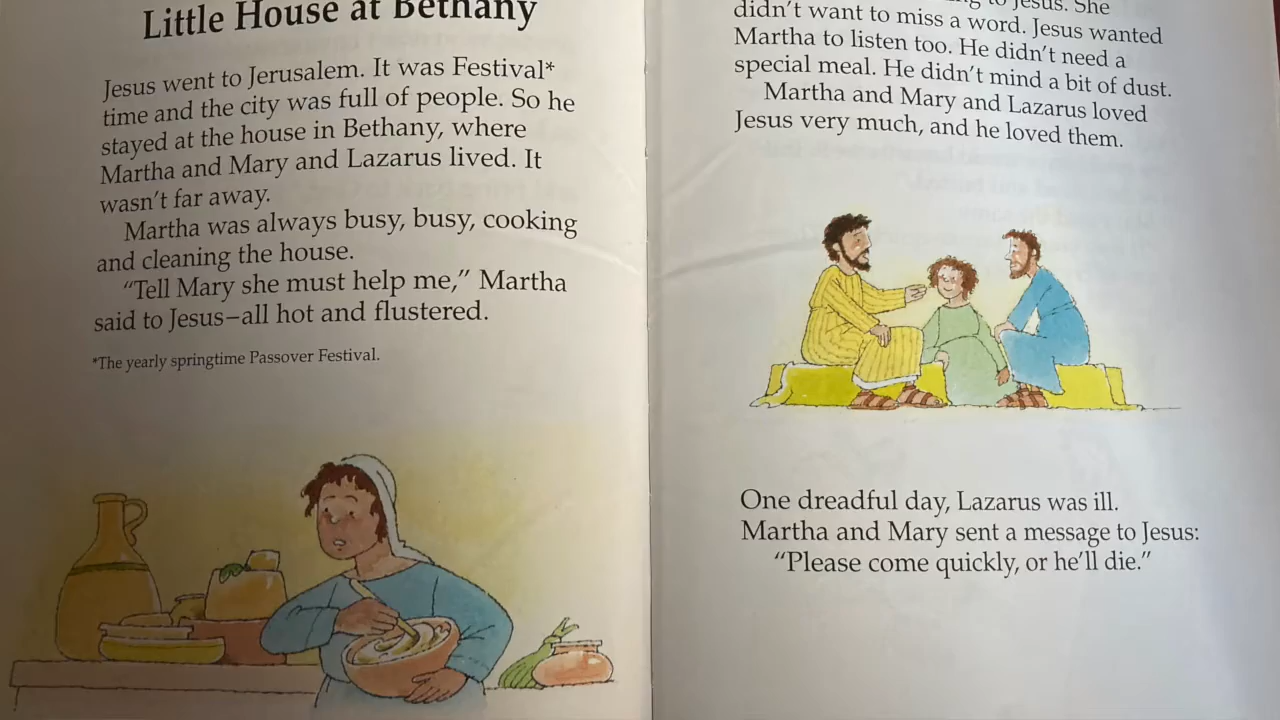 Little House at Bethany
Jesus went to Jerusalem. It was Festival*
time and the city was full of people. So he
stayed at the house in Bethany, where
Martha and Mary and Lazarus lived. It
wasn't far away.
Martha was always busy, busy, cooking
and cleaning the house.
“Tell Mary she must help me,” Martha
said to Jesus—all hot and flustered.
*The yearly springtime Passover Festival.
to Jesus. She
didn't want to miss a word. Jesus wanted
Martha to listen too. He didn't need a
special meal. He didn't mind a bit of dust.
Martha and Mary and Lazarus loved
Jesus very much, and he loved them.
One dreadful day, Lazarus was ill.
Martha and Mary sent a message to Jesus:
“Please come quickly, or he'll die.”